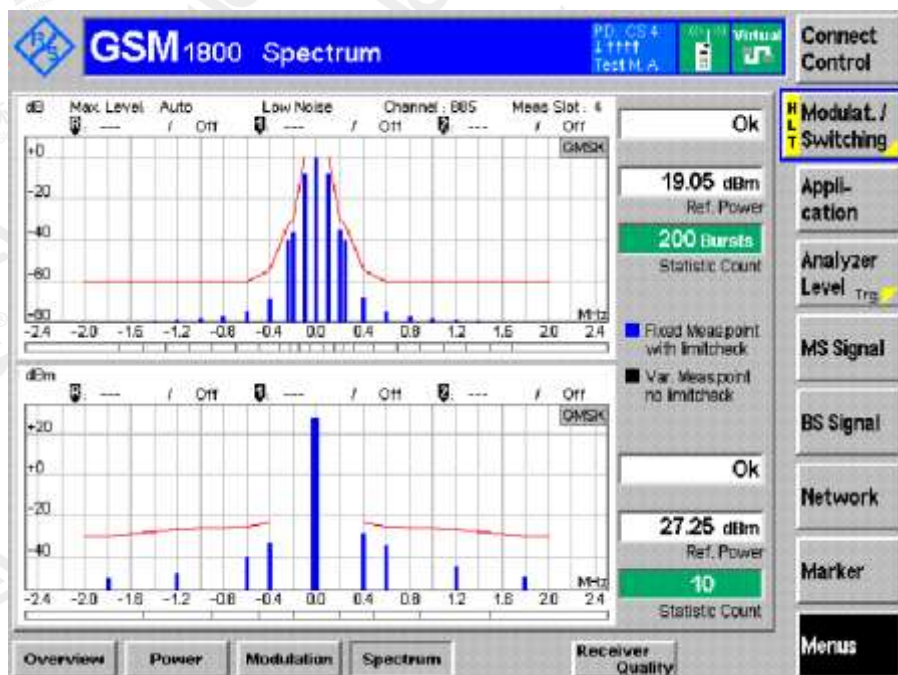 R/S
GSM 1800 Spectrum
PD, CS 4
Test M. A
Virtual
Connect Control
dB Max. Level Auto Low Noise Channel : 885 Meas Slot : 4
--- / Off --- / Off --- / Off
GMSK
+0
-20
-40
-60
-80
MHz
-2.4 -2.0 -1.6 -1.2 -0.8 -0.4 0.0 0.4 0.8 1.2 1.6 2.0 2.4
Ok
19.05 dBm
Ref. Power
200 Bursts
Statistic Count
Fixed Meas point
with limitcheck
Var. Meas point
no limitcheck
dBm
--- / Off --- / Off --- / Off
GMSK
+20
+0
-20
-40
MHz
-2.4 -2.0 -1.6 -1.2 -0.8 -0.4 0.0 0.4 0.8 1.2 1.6 2.0 2.4
Ok
27.25 dBm
Ref. Power
10
Statistic Count
HLT
Modulat. /
Switching
Appli-
cation
Analyzer
Level Trg
MS Signal
BS Signal
Network
Marker
Menus
Overview
Power
Modulation
Spectrum
Receiver
Quality